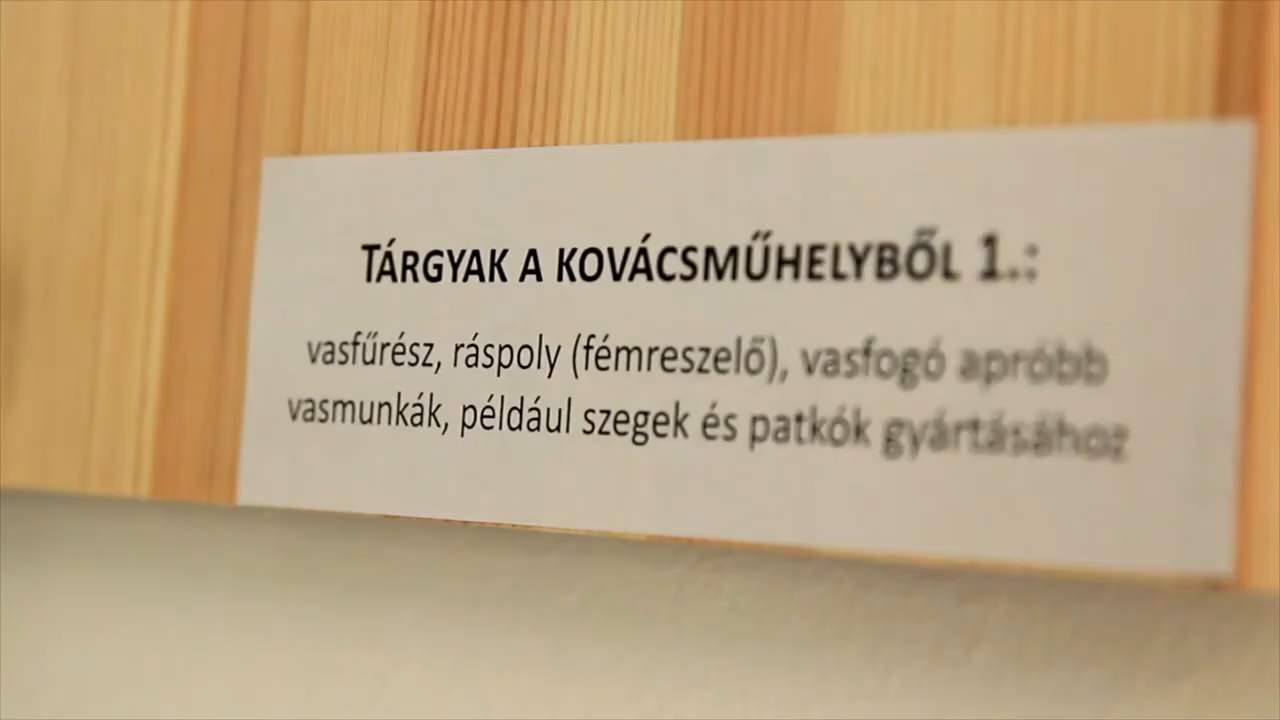 TÁRGYAK A KOVÁCSMŰHELYBŐL 1.:
vasfűrész, ráspoly (fémreszelő), vasfogó apróbb
vasmunkák, például szegek és patkók gyártásához